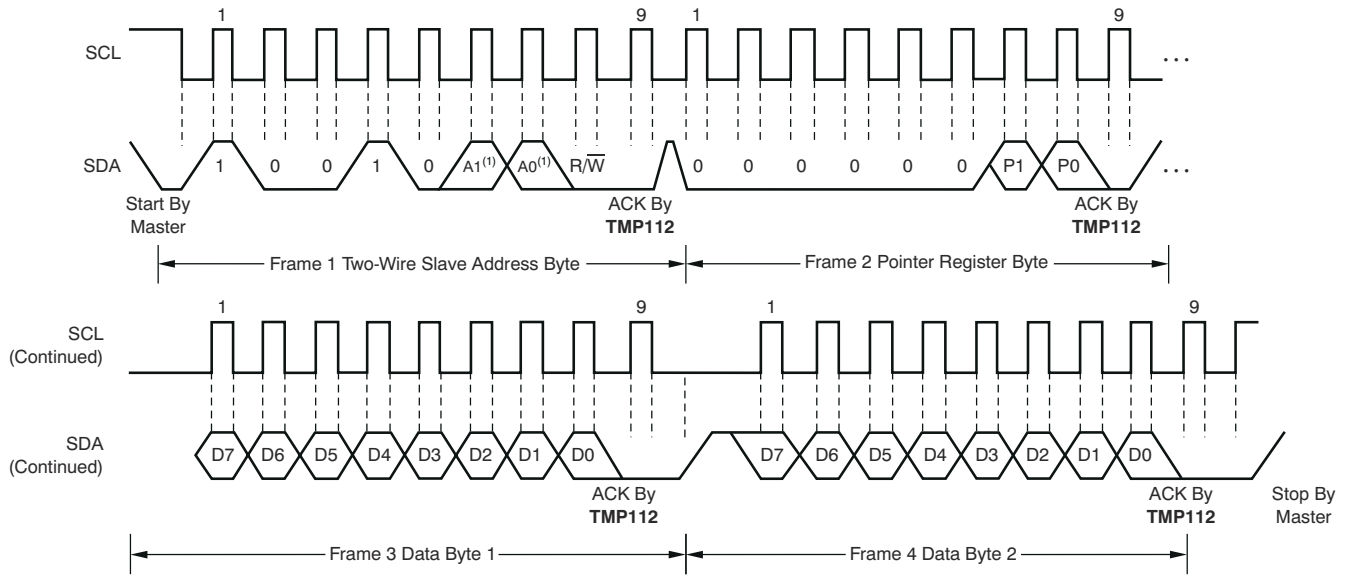 1 9 1 9
SCL
...
SDA
1 0 0 1 0 A1(1) A0(1) R/W 0 0 0 0 0 0 P1 P0
...
Start By
Master
ACK By
TMP112
ACK By
TMP112
Frame 1 Two-Wire Slave Address Byte
Frame 2 Pointer Register Byte
1 9 1 9
SCL
(Continued)
SDA
(Continued)
D7 D6 D5 D4 D3 D2 D1 D0 D7 D6 D5 D4 D3 D2 D1 D0
ACK By
TMP112
ACK By
TMP112
Stop By
Master
Frame 3 Data Byte 1
Frame 4 Data Byte 2